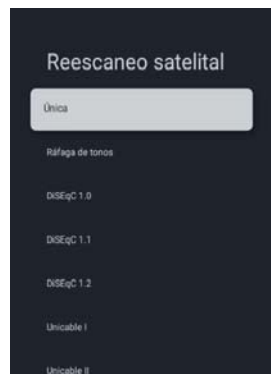 Reescaneo satelital
Única
Ráfaga de tonos
DiSEqC 1.0
DiSEqC 1.1
DiSEqC 1.2
Unicable I
Unicable II